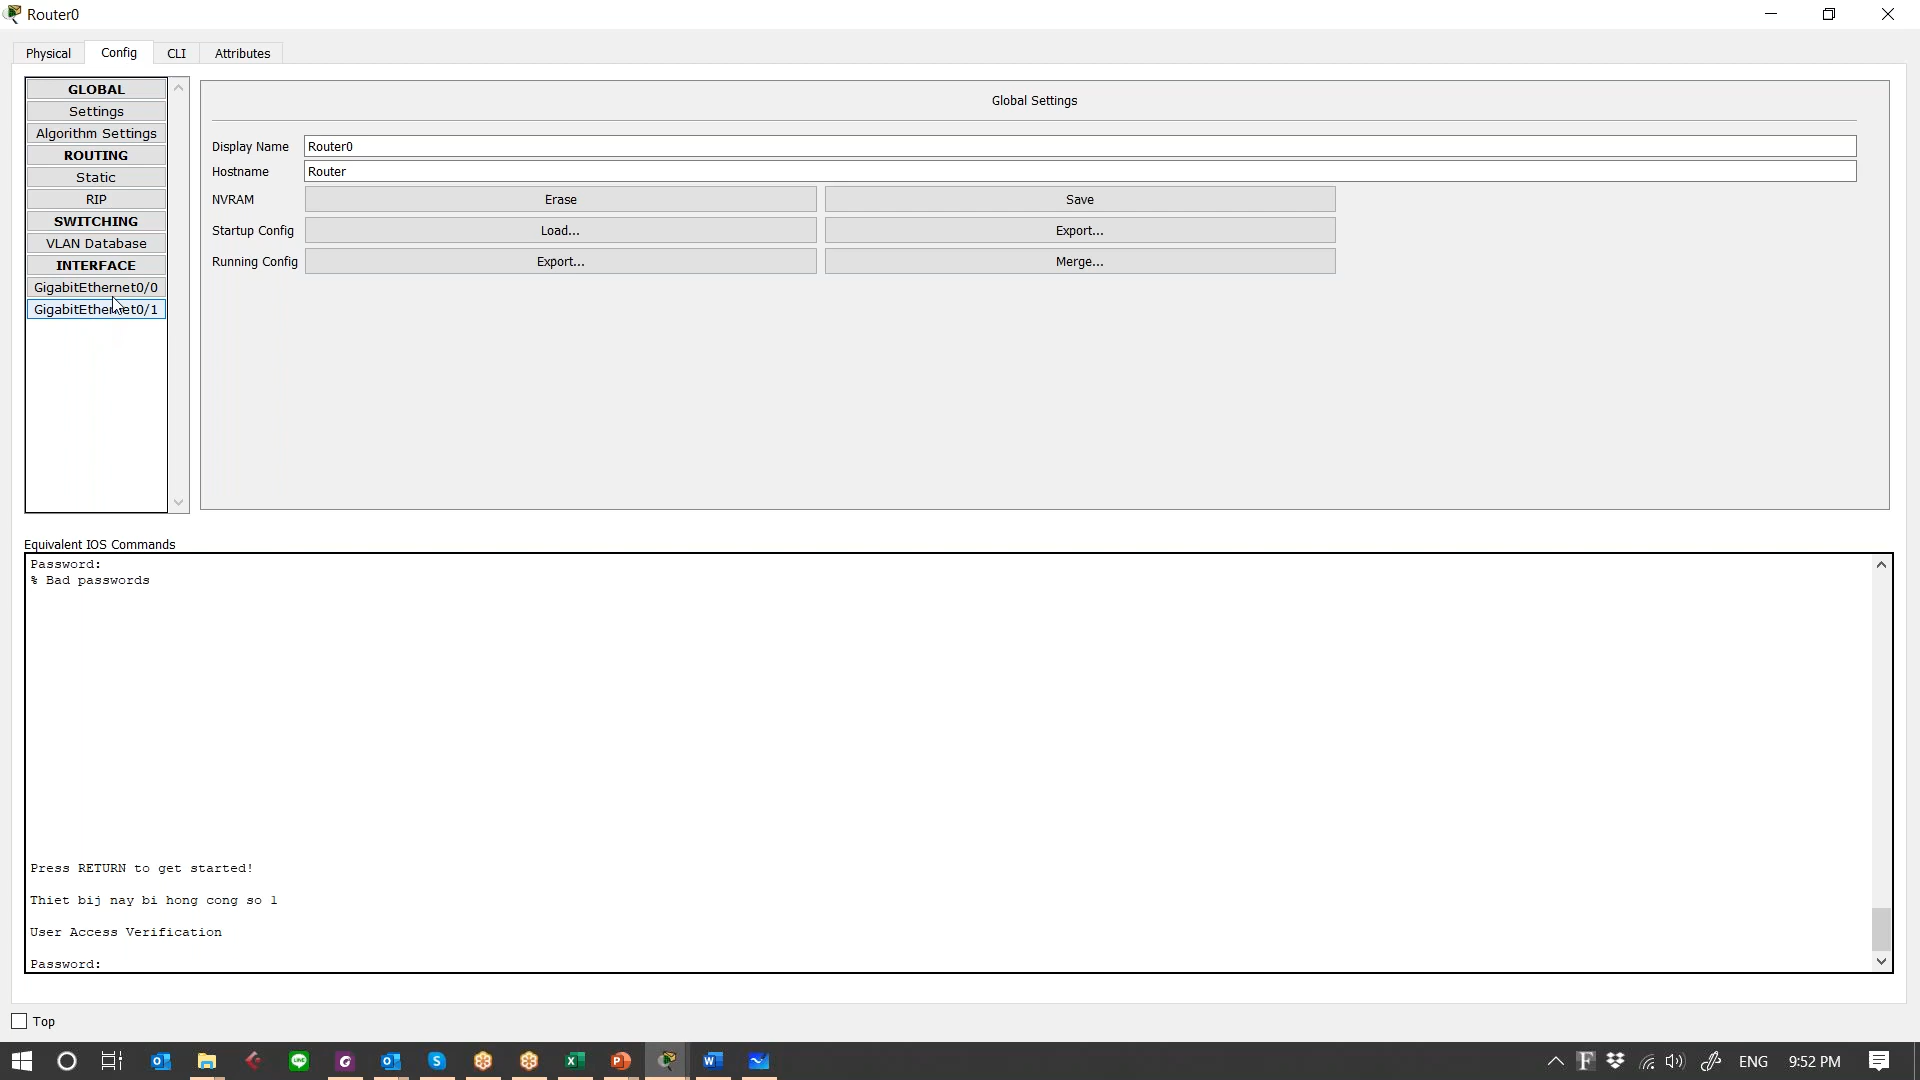 Router0
Physical Config CLI Attributes
GLOBAL
Settings
Algorithm Settings
ROUTING
Static
RIP
SWITCHING
VLAN Database
INTERFACE
GigabitEthernet0/0
GigabitEthernet0/1
Global Settings
Display Name Router0
Hostname Router
NVRAM Erase Save
Startup Config Load... Export...
Running Config Export... Merge...
Equivalent IOS Commands
Password:
% Bad passwords
Press RETURN to get started!
Thiet bij nay bi hong cong so 1
User Access Verification
Password:
Top
ENG 9:52 PM